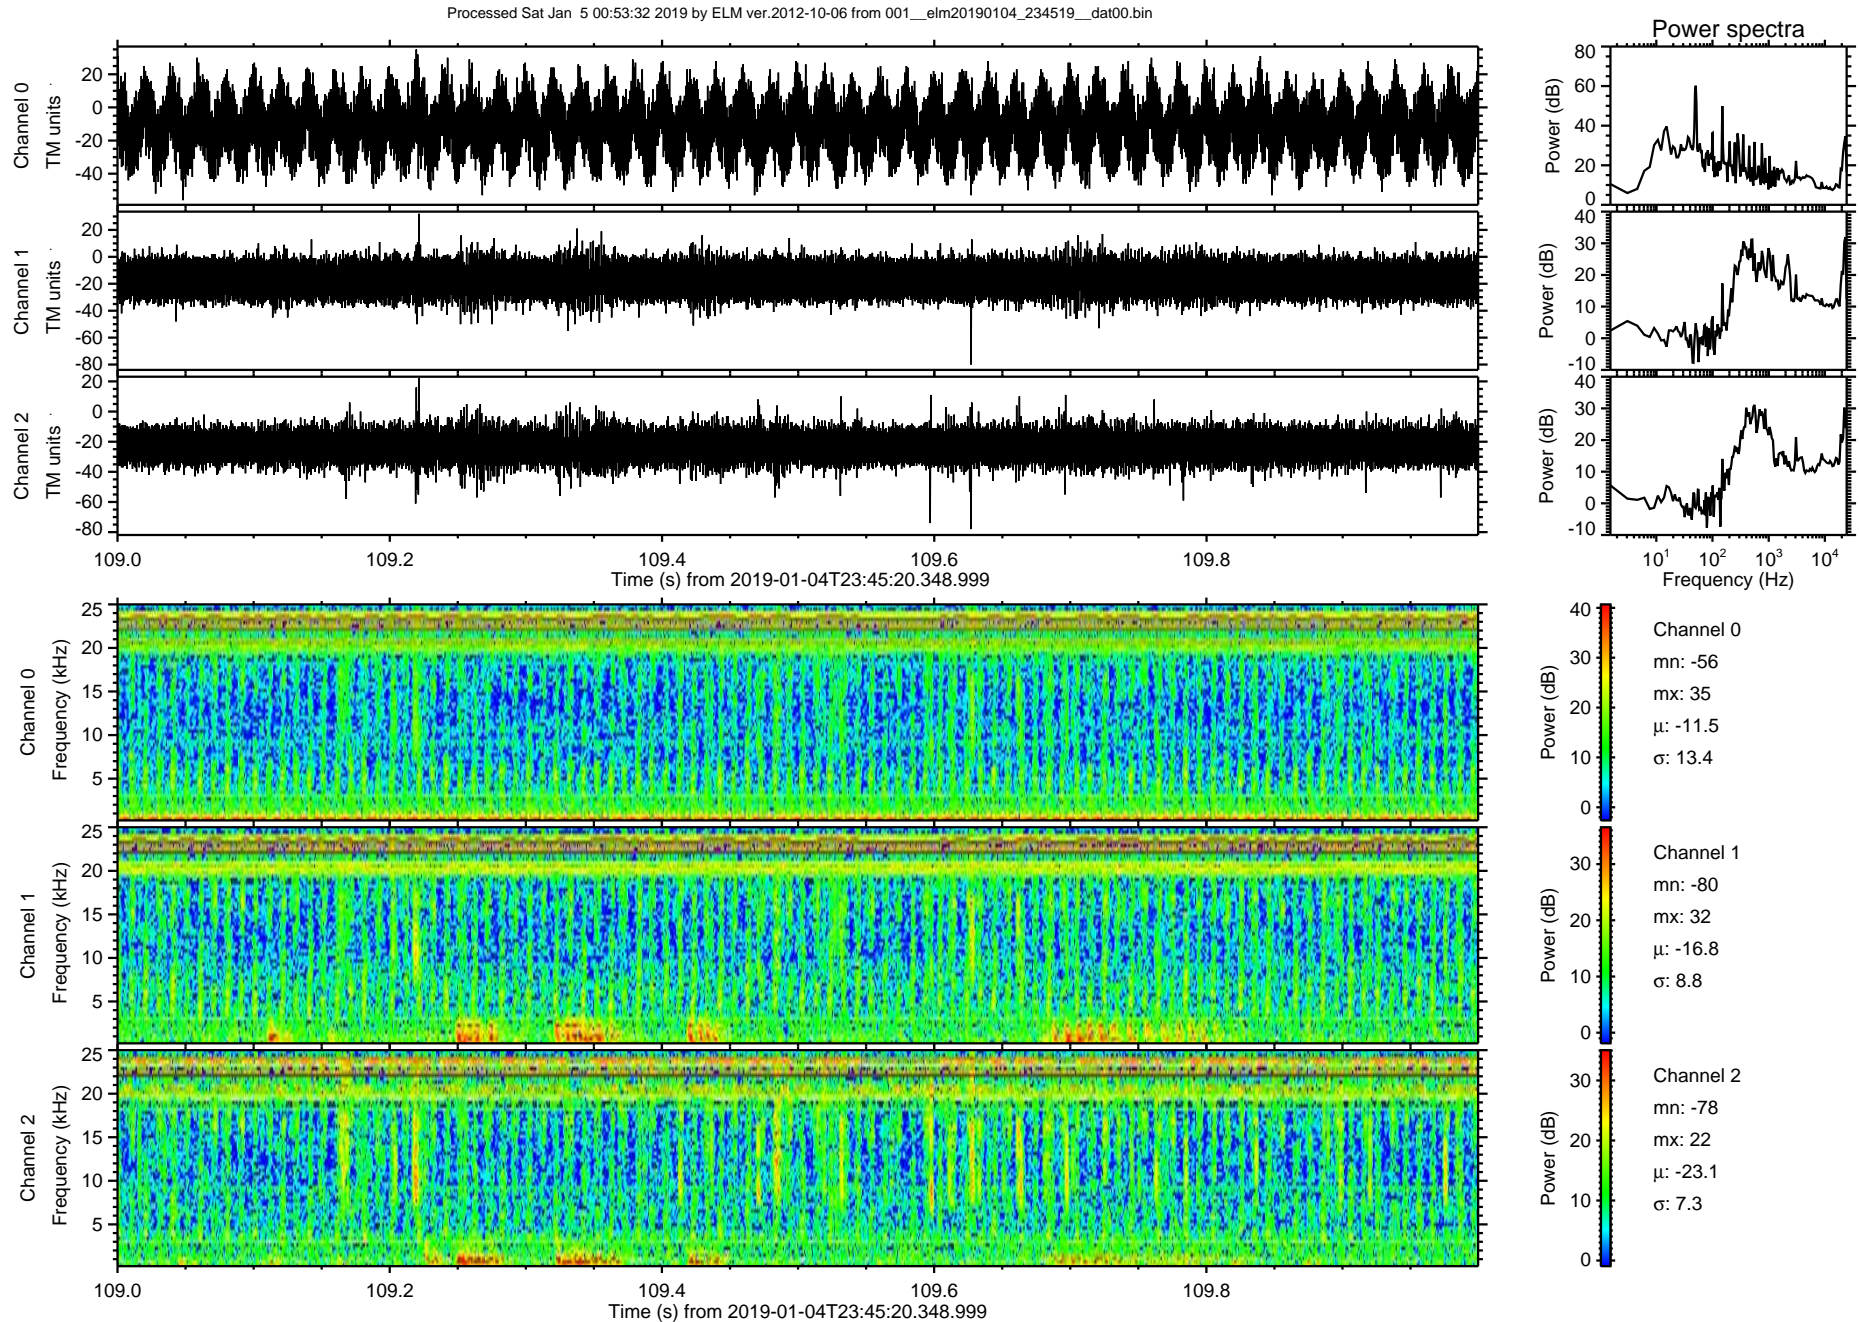 Processed Sat Jan  5 00:53:32 2019 by ELM ver.2012-10-06 from 001__elm20190104_234519__dat00.bin
Power spectra
Channel 0
TM units
20
0
-20
-40
Power (dB)
80
60
40
20
0
Channel 1
TM units
20
0
-20
-40
-60
-80
Power (dB)
40
30
20
10
0
-10
Channel 2
TM units
20
0
-20
-40
-60
-80
Power (dB)
40
30
20
10
0
-10
109.0 109.2 109.4 109.6 109.8
Time (s) from 2019-01-04T23:45:20.348.999
10^1 10^2 10^3 10^4
Frequency (Hz)
Channel 0
Frequency (kHz)
25
20
15
10
5
Power (dB)
40
30
20
10
0
Channel 0
mn: -56
mx: 35
μ: -11.5
σ: 13.4
Channel 1
Frequency (kHz)
25
20
15
10
5
Power (dB)
30
20
10
0
Channel 1
mn: -80
mx: 32
μ: -16.8
σ: 8.8
Channel 2
Frequency (kHz)
25
20
15
10
5
Power (dB)
30
20
10
0
Channel 2
mn: -78
mx: 22
μ: -23.1
σ: 7.3
109.0 109.2 109.4 109.6 109.8
Time (s) from 2019-01-04T23:45:20.348.999